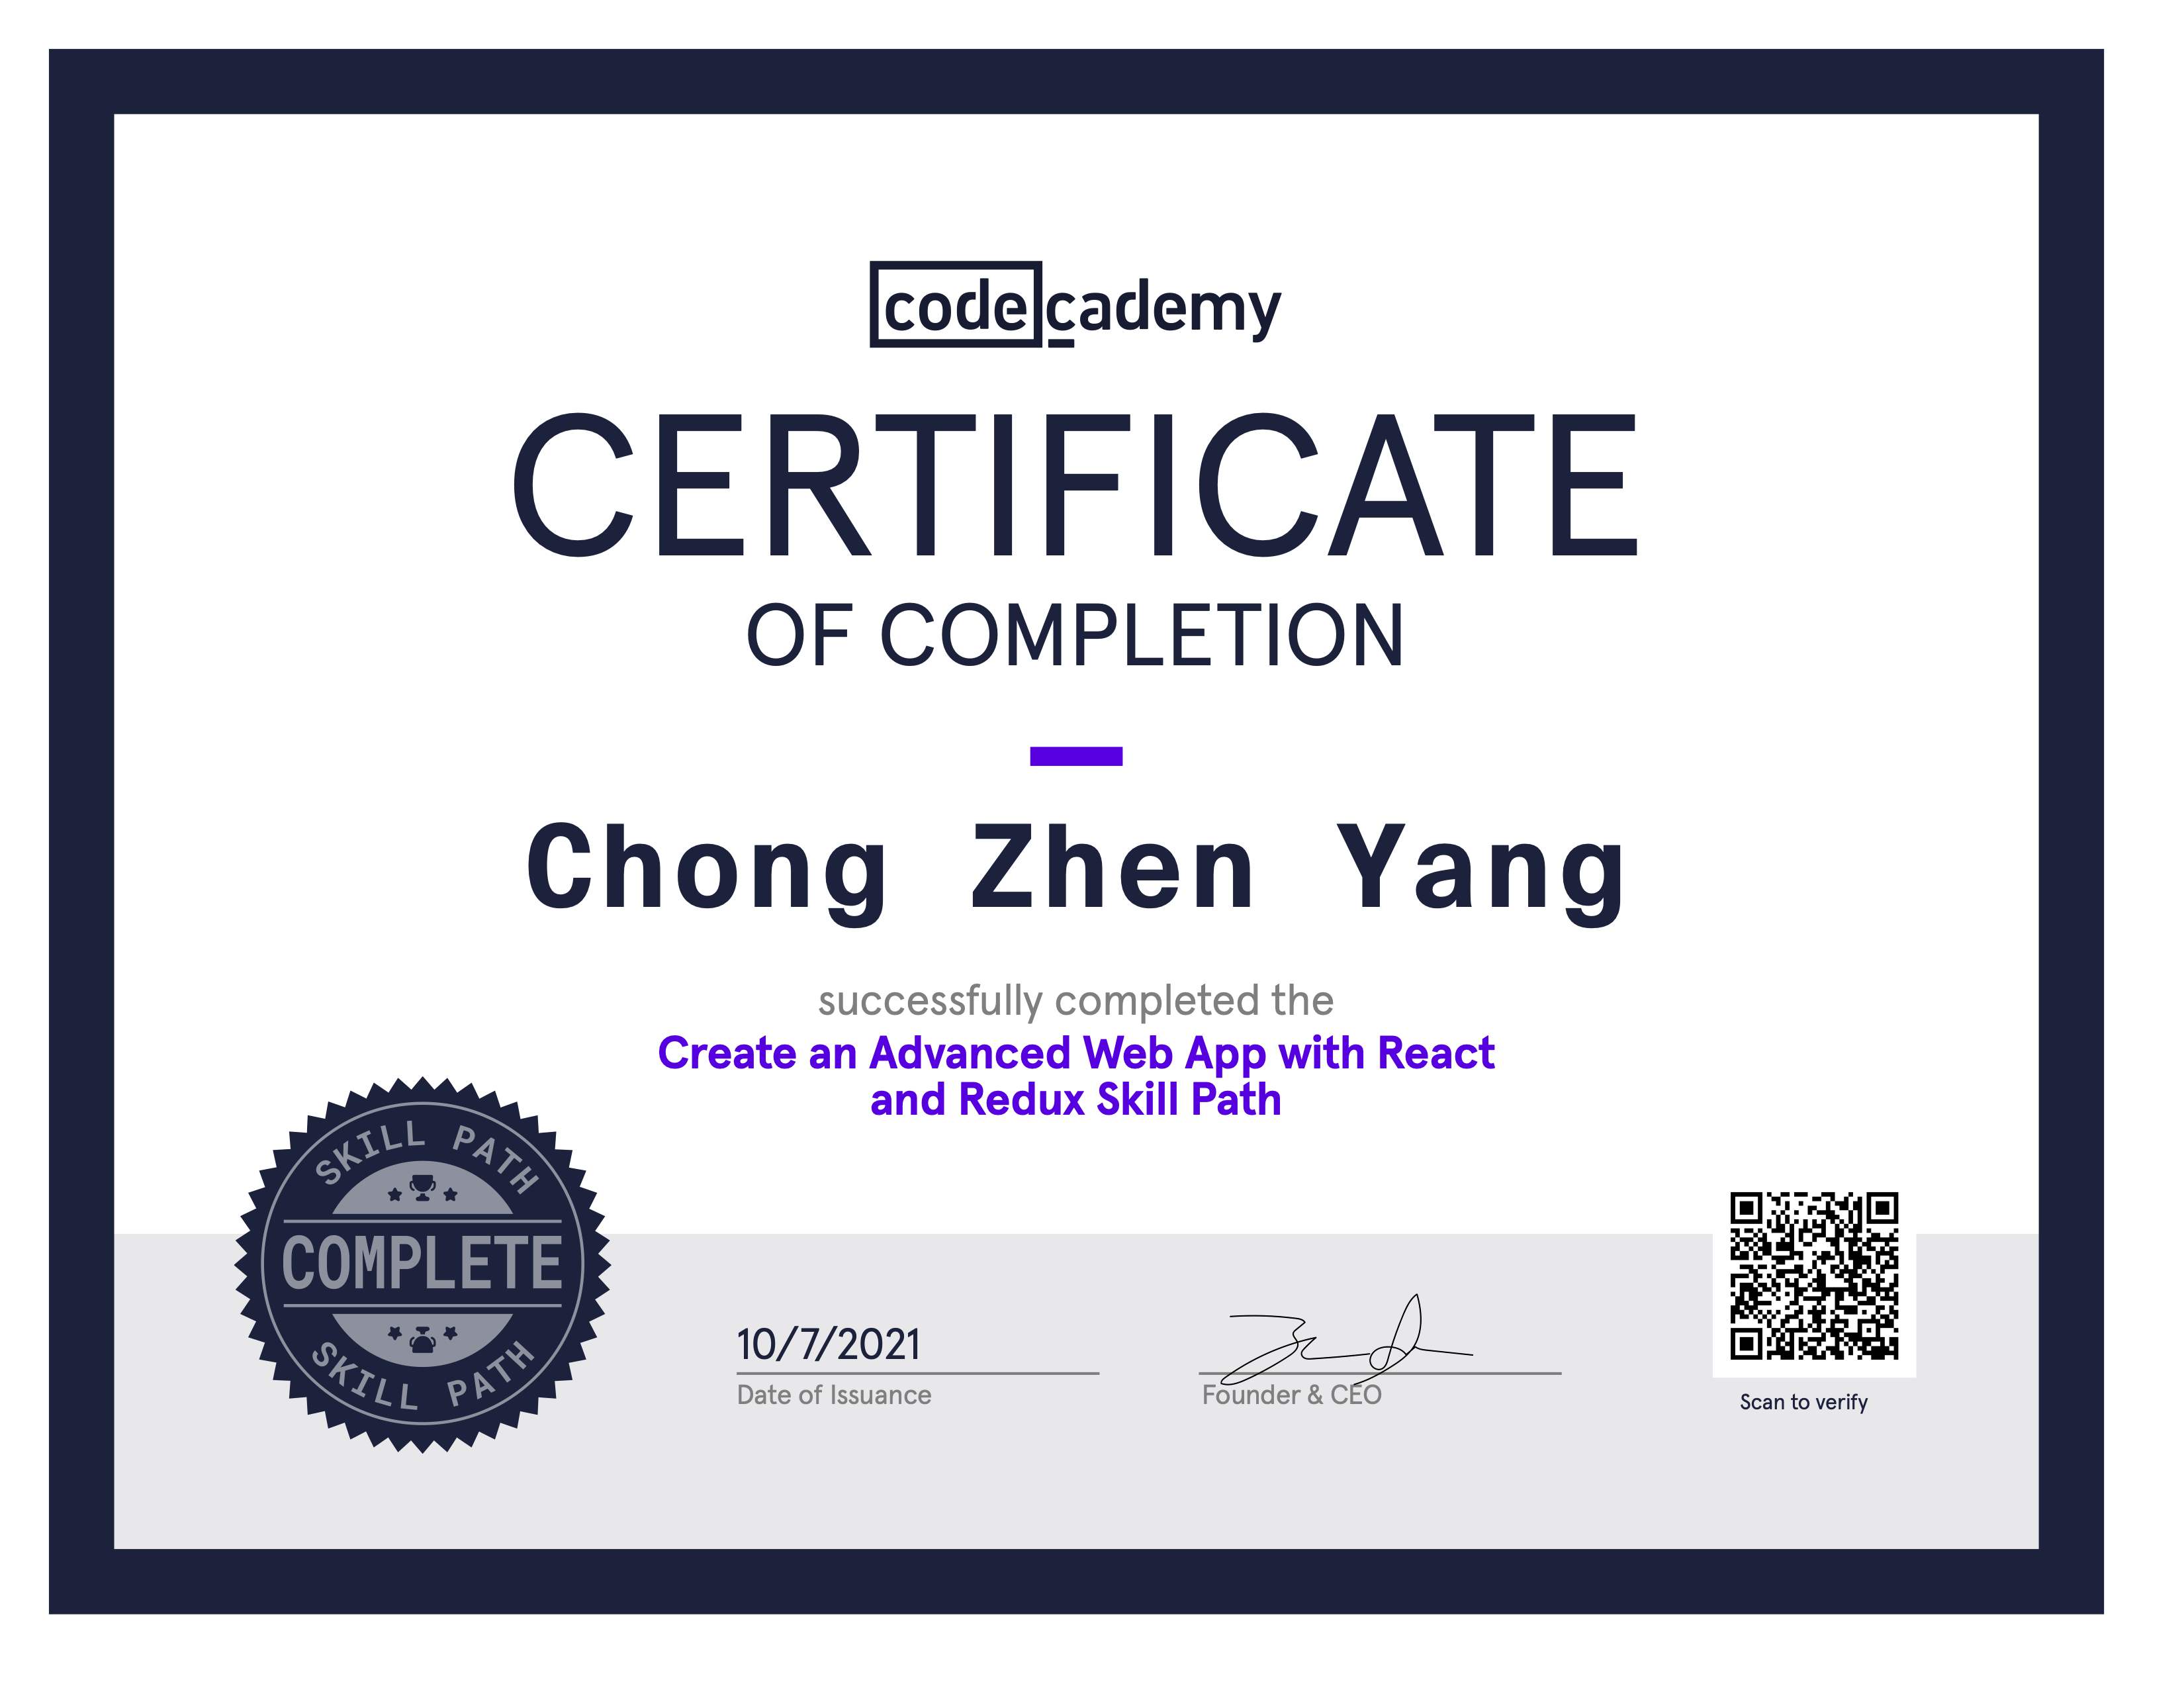 codecademy
CERTIFICATE
OF COMPLETION
Chong Zhen Yang
successfully completed the
Create an Advanced Web App with React
and Redux Skill Path
SKILL PATH
COMPLETE
SKILL PATH
10/7/2021
Date of Issuance
Founder & CEO
Scan to verify